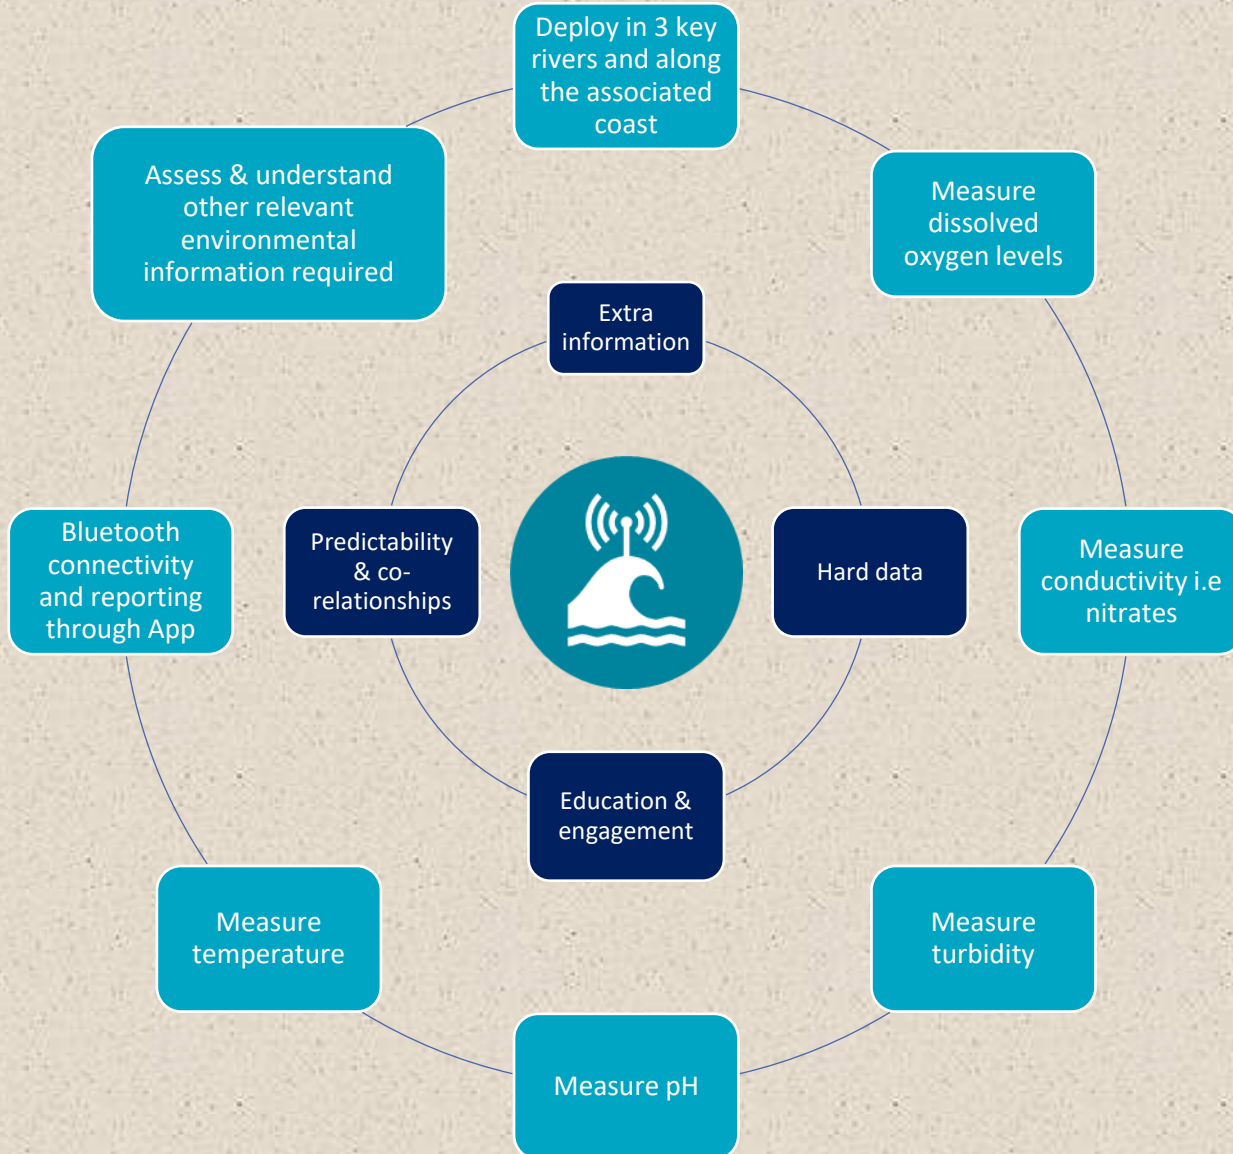 Deploy in 3 key
rivers and along
the associated
coast
Measure
dissolved
oxygen levels
Measure
conductivity i.e
nitrates
Measure
turbidity
Measure pH
Measure
temperature
Bluetooth
connectivity
and reporting
through App
Assess & understand
other relevant
environmental
information required
Extra
information
Hard data
Education &
engagement
Predictability
& co-
relationships